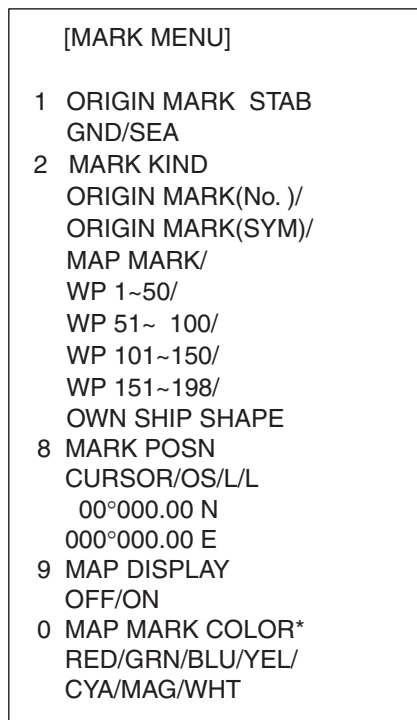 [MARK MENU]
1 ORIGIN MARK STAB
GND/SEA
2 MARK KIND
ORIGIN MARK(No. )/
ORIGIN MARK(SYM)/
MAP MARK/
WP 1~50/
WP 51~ 100/
WP 101~150/
WP 151~198/
OWN SHIP SHAPE
8 MARK POSN
CURSOR/OS/L/L
00°000.00 N
000°000.00 E
9 MAP DISPLAY
OFF/ON
0 MAP MARK COLOR*
RED/GRN/BLU/YEL/
CYA/MAG/WHT